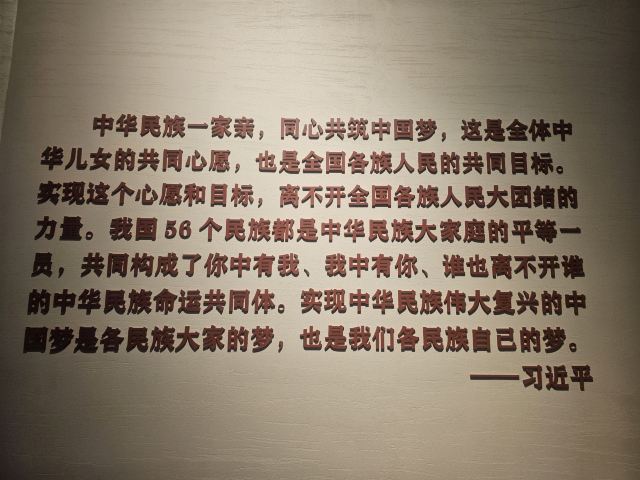 中华民族一家亲，同心共筑中国梦，这是全体中
华儿女的共同心愿，也是全国各族人民的共同目标。
实现这个心愿和目标，离不开全国各族人民大团结的
力量。我国56个民族都是中华民族大家庭的平等一
员，共同构成了你中有我、我中有你、谁也离不开谁
的中华民族命运共同体。实现中华民族伟大复兴的中
国梦是各民族大家的梦，也是我们各民族自己的梦。
——习近平